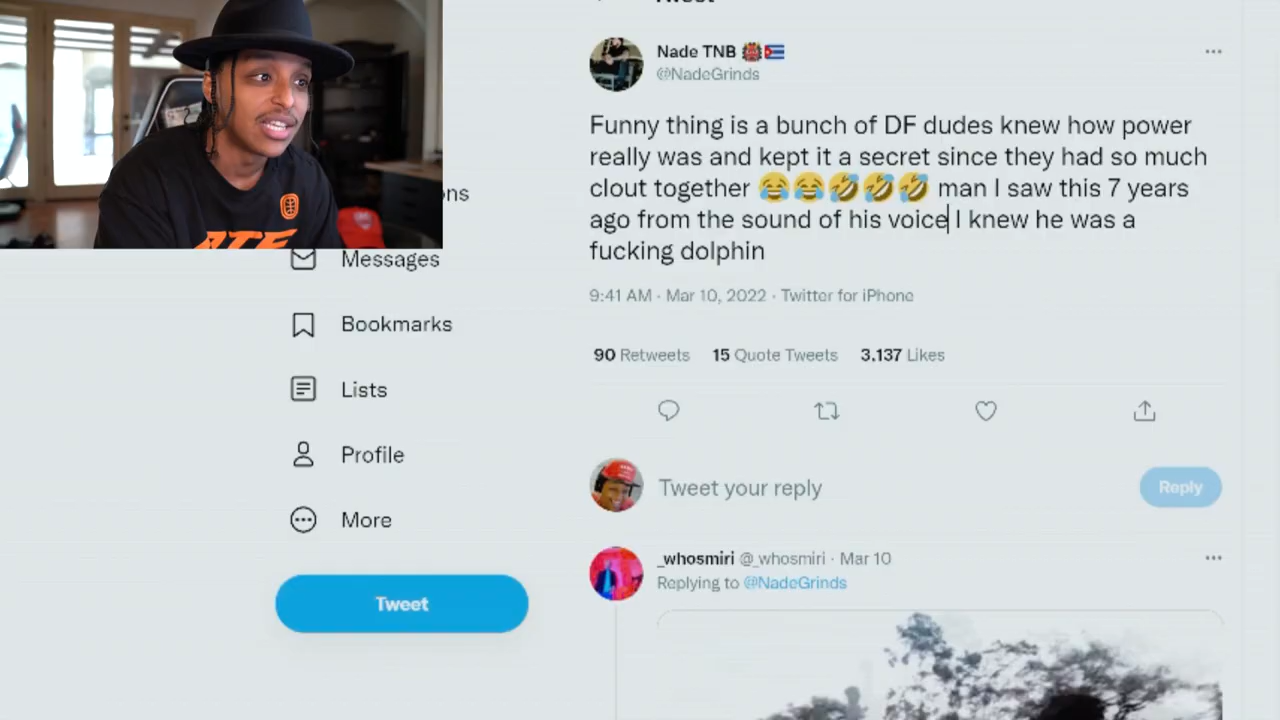 Tweet
Nade TNB
@NadeGrinds
Funny thing is a bunch of DF dudes knew how power
really was and kept it a secret since they had so much
clout together 😂😂🤣🤣🤣 man I saw this 7 years
ago from the sound of his voice I knew he was a
fucking dolphin
9:41 AM · Mar 10, 2022 · Twitter for iPhone
90 Retweets 15 Quote Tweets 3,137 Likes
Tweet your reply
Reply
_whosmiri @_whosmiri · Mar 10
Replying to @NadeGrinds
ons
Messages
Bookmarks
Lists
Profile
More
Tweet